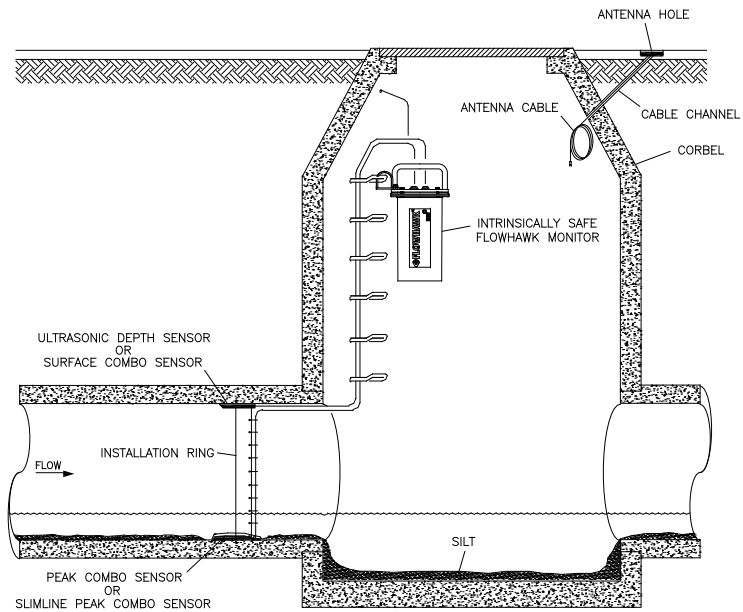 ANTENNA HOLE
ANTENNA CABLE
CABLE CHANNEL
CORBEL
INTRINSICALLY SAFE
FLOWHAWK MONITOR
FLOWHAWK
ULTRASONIC DEPTH SENSOR
OR
SURFACE COMBO SENSOR
INSTALLATION RING
FLOW
SILT
PEAK COMBO SENSOR
OR
SLIMLINE PEAK COMBO SENSOR